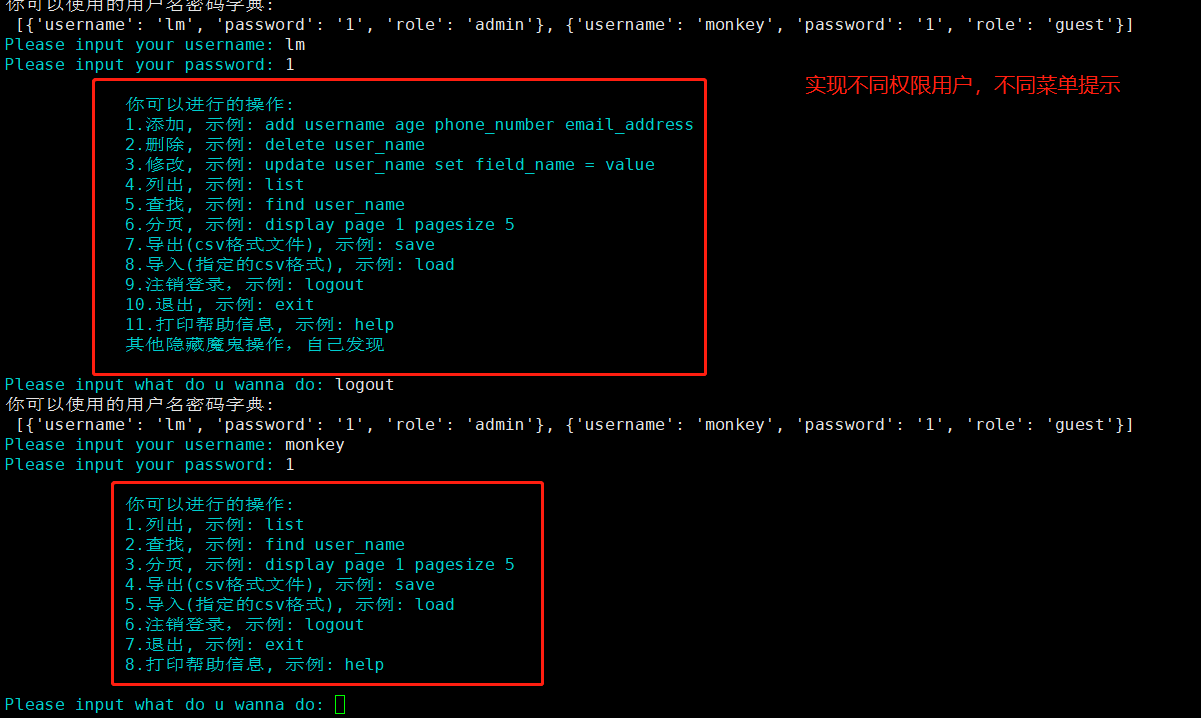 你可以使用的用户名密码字典:
[{'username': 'lm', 'password': '1', 'role': 'admin'}, {'username': 'monkey', 'password': '1', 'role': 'guest'}]
Please input your username: lm
Please input your password: 1
实现不同权限用户，不同菜单提示
你可以进行的操作:
1.添加, 示例: add username age phone_number email_address
2.删除, 示例: delete user_name
3.修改, 示例: update user_name set field_name = value
4.列出, 示例: list
5.查找, 示例: find user_name
6.分页, 示例: display page 1 pagesize 5
7.导出(csv格式文件), 示例: save
8.导入(指定的csv格式), 示例: load
9.注销登录，示例: logout
10.退出, 示例: exit
11.打印帮助信息, 示例: help
其他隐藏魔鬼操作，自己发现
Please input what do u wanna do: logout
你可以使用的用户名密码字典:
[{'username': 'lm', 'password': '1', 'role': 'admin'}, {'username': 'monkey', 'password': '1', 'role': 'guest'}]
Please input your username: monkey
Please input your password: 1
你可以进行的操作:
1.列出, 示例: list
2.查找, 示例: find user_name
3.分页, 示例: display page 1 pagesize 5
4.导出(csv格式文件), 示例: save
5.导入(指定的csv格式), 示例: load
6.注销登录，示例: logout
7.退出, 示例: exit
8.打印帮助信息, 示例: help
Please input what do u wanna do: